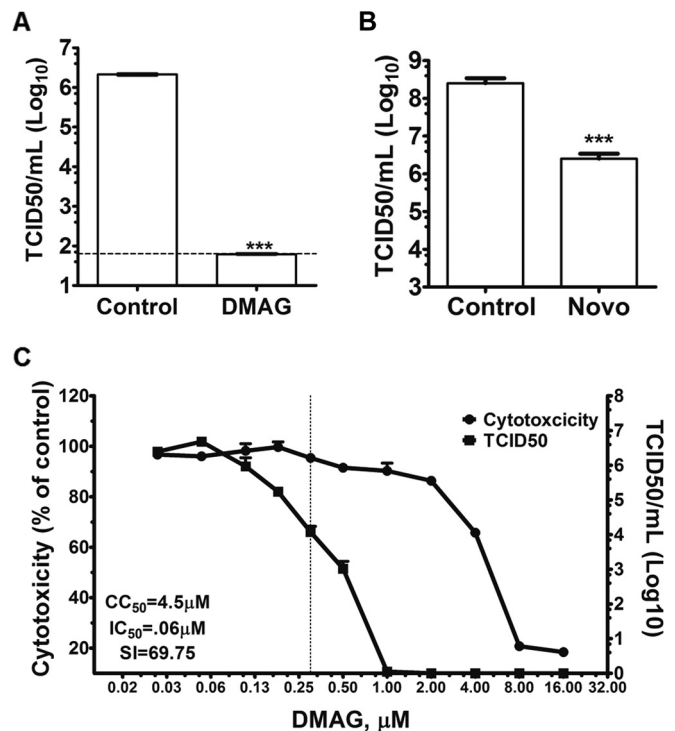 A
TCID50/mL (Log10)
7
6
5
4
3
2
1
***
Control
DMAG
B
TCID50/mL (Log10)
9
8
7
6
5
4
3
***
Control
Novo
C
Cytotoxicity (% of control)
120
100
80
60
40
20
Cytotoxcicity
TCID50
CC50=4.5μM
IC50=.06μM
SI=69.75
TCID50/mL (Log10)
8
7
6
5
4
3
2
1
0
0.02 0.03 0.06 0.13 0.25 0.50 1.00 2.00 4.00 8.00 16.00 32.00
DMAG, μM